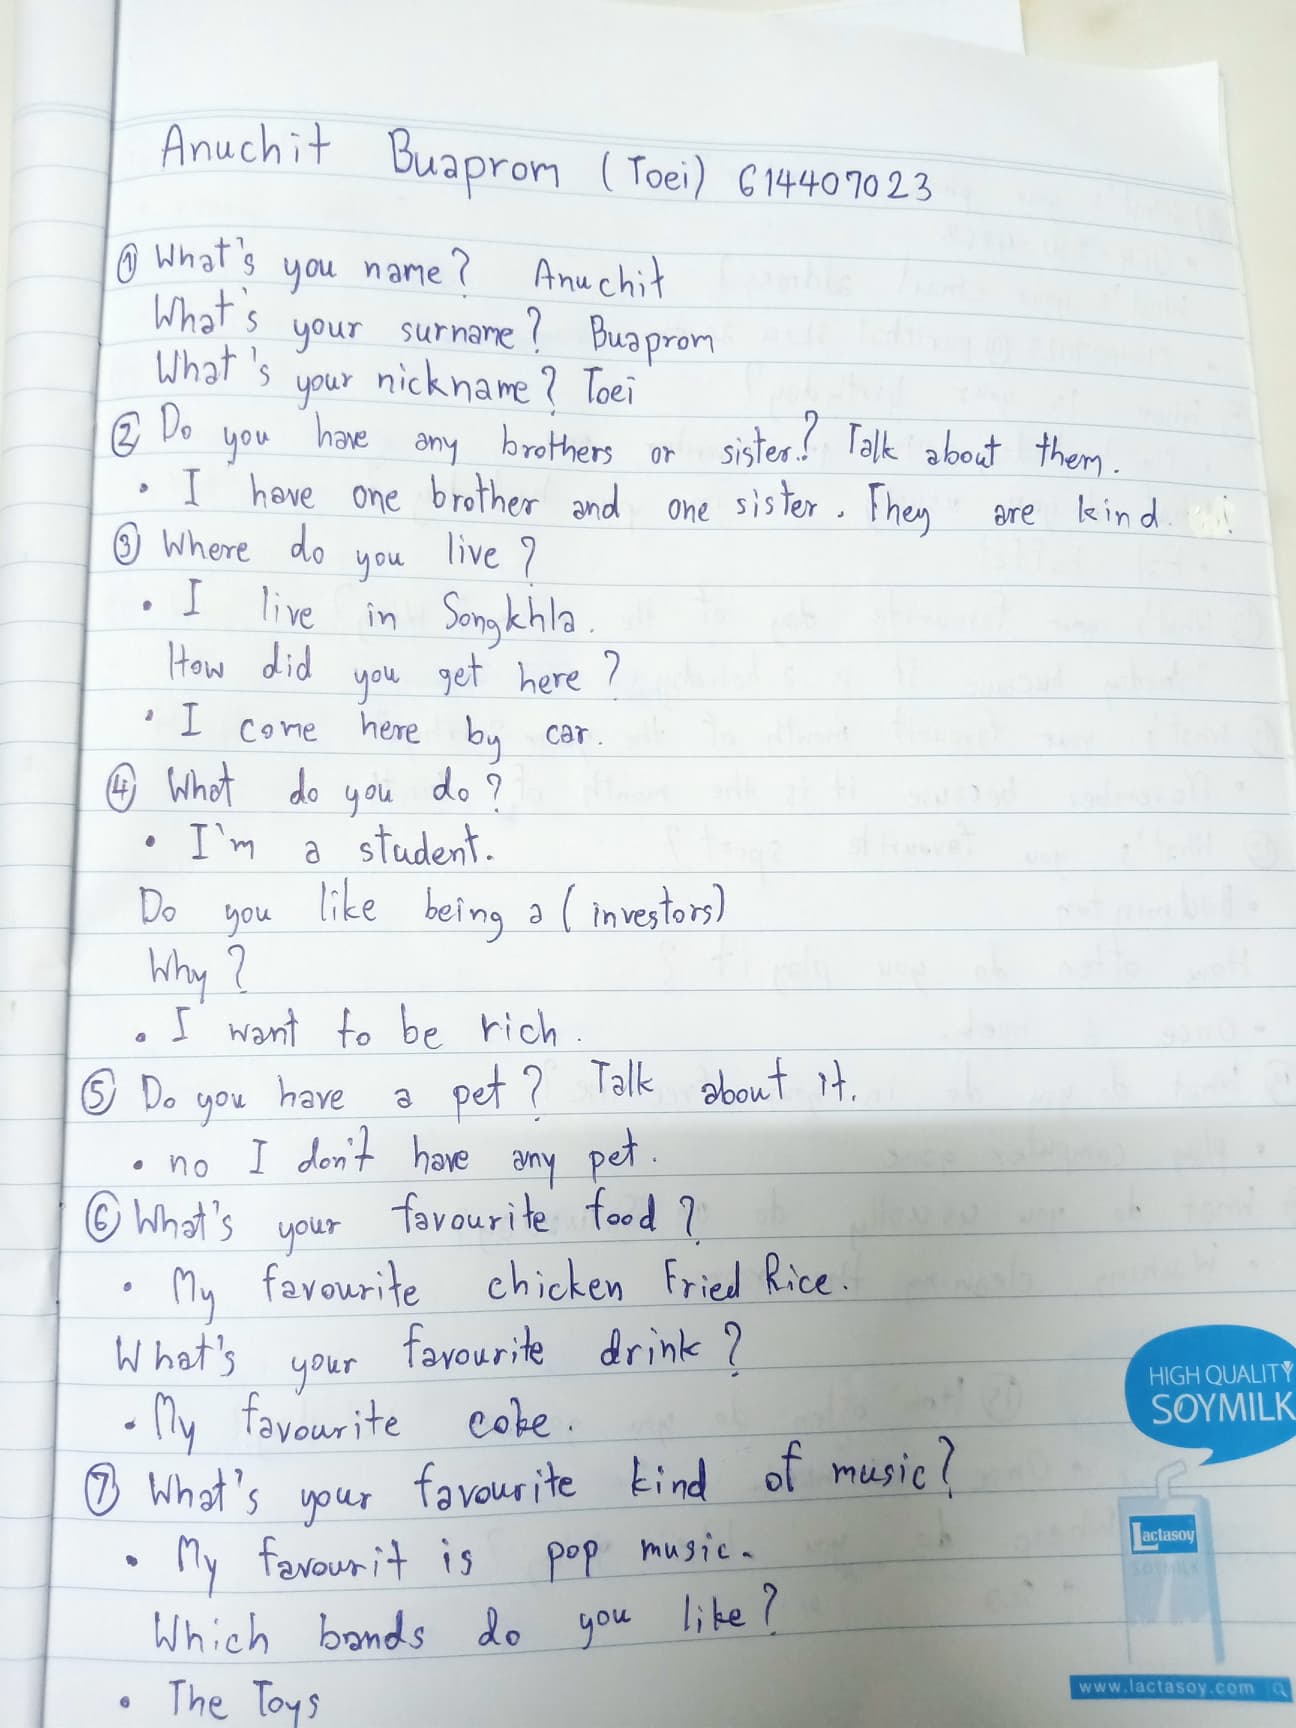 Anuchit Buaprom (Toei) 614407023
① What's you name? Anuchit
What's your surname? Buaprom
What's your nickname? Toei
② Do you have any brothers or sister? Talk about them.
• I have one brother and one sister. They are kind.
③ Where do you live?
• I live in Songkhla.
How did you get here?
• I come here by car.
④ What do you do?
• I'm a student.
Do you like being a (investors)
Why?
• I want to be rich.
⑤ Do you have a pet? Talk about it.
• no I don't have any pet.
⑥ What's your favourite food?
• My favourite chicken Fried Rice.
What's your favourite drink?
• My favourite coke.
⑦ What's your favourite kind of music?
• My favourit is pop music.
Which bands do you like?
• The Toys
HIGH QUALITY
SOYMILK
Lactasoy
SOYMILK
www.lactasoy.com